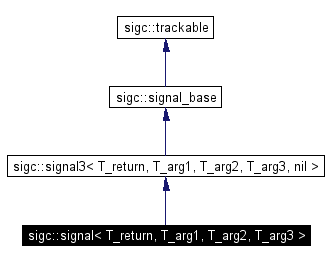 sigc::trackable
sigc::signal_base
sigc::signal3< T_return, T_arg1, T_arg2, T_arg3, nil >
sigc::signal< T_return, T_arg1, T_arg2, T_arg3 >